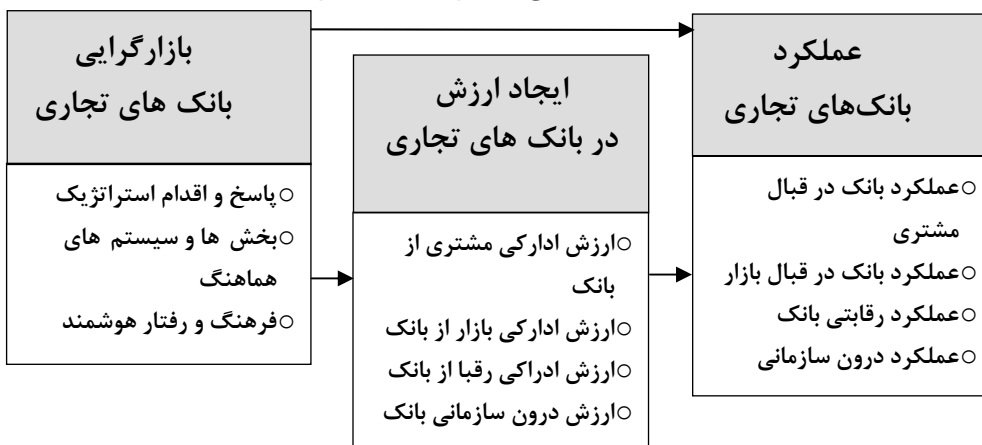 بازارگرایی
بانک های تجاری
○پاسخ و اقدام استراتژیک
○بخش ها و سیستم های
هماهنگ
○فرهنگ و رفتار هوشمند
ایجاد ارزش
در بانک های تجاری
○ارزش ادارکی مشتری از
بانک
○ارزش ادارکی بازار از بانک
○ارزش ادراکی رقبا از بانک
○ارزش درون سازمانی بانک
عملکرد
بانک‌های تجاری
○عملکرد بانک در قبال
مشتری
○عملکرد بانک در قبال بازار
○عملکرد رقابتی بانک
○عملکرد درون سازمانی